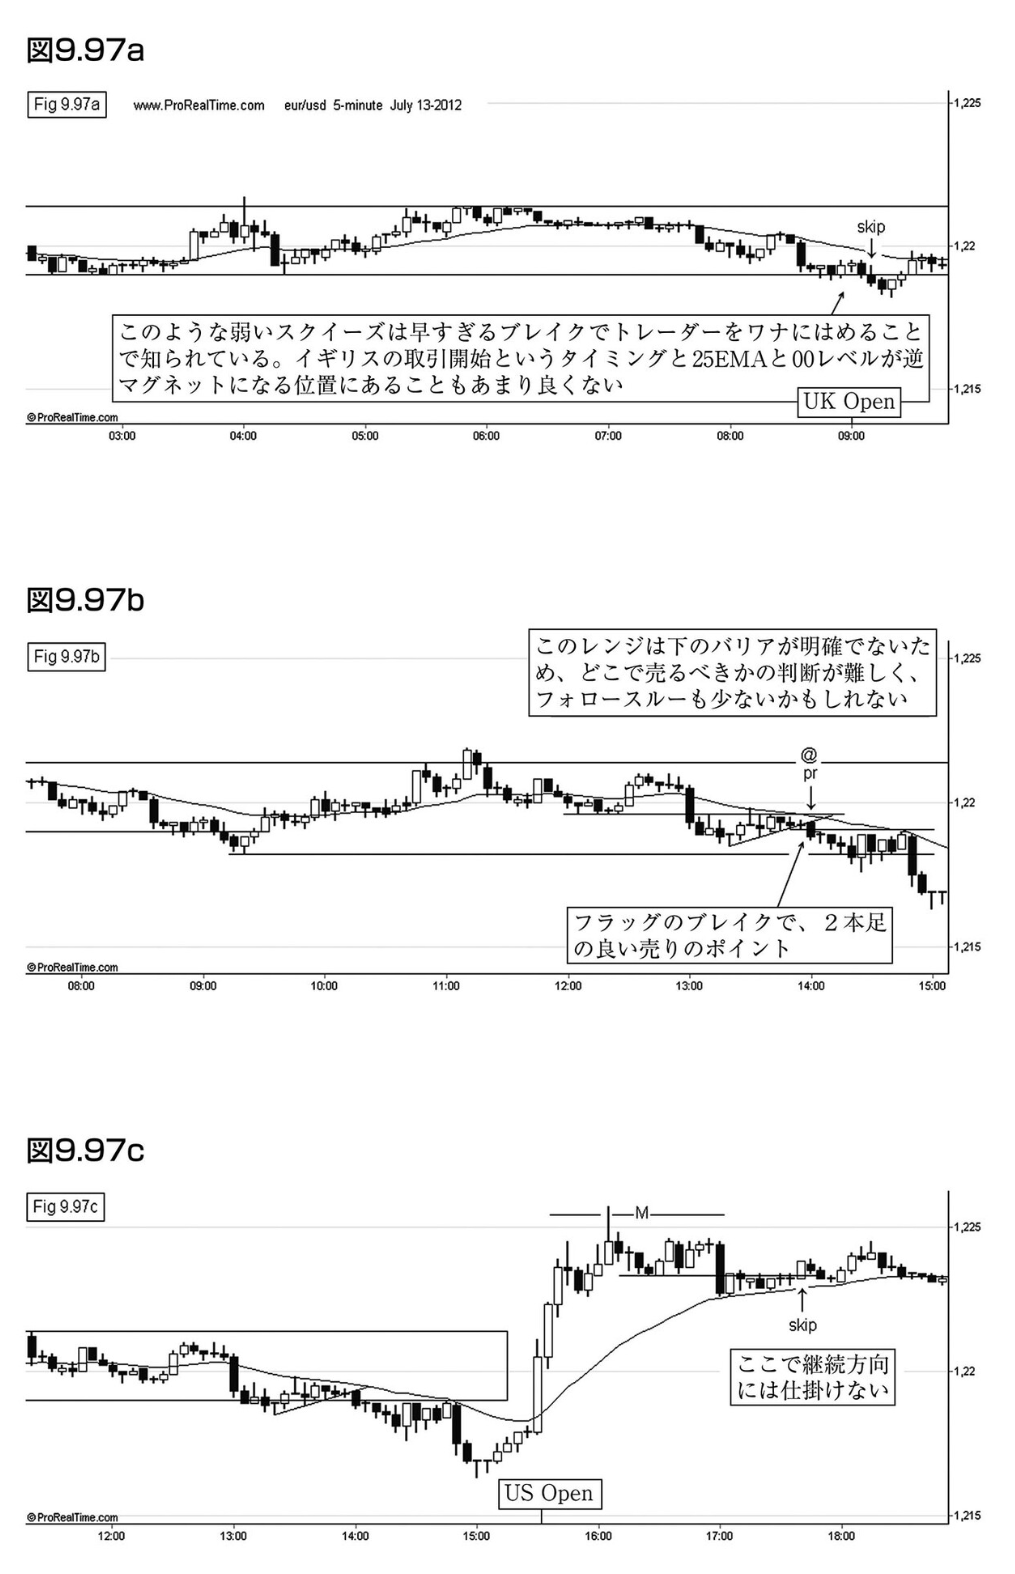 図9.97a
Fig 9.97a www.ProRealTime.com eur/usd 5-minute July 13-2012
1,225
skip
1,22
このような弱いスクイーズは早すぎるブレイクでトレーダーをワナにはめること
で知られている。イギリスの取引開始というタイミングと25EMAと00レベルが逆
マグネットになる位置にあることもあまり良くない
1,215
UK Open
©ProRealTime.com
03:00 04:00 05:00 06:00 07:00 08:00 09:00
図9.97b
Fig 9.97b
このレンジは下のバリアが明確でないた
め、どこで売るべきかの判断が難しく、
フォロースルーも少ないかもしれない
1,225
@
pr
1,22
フラッグのブレイクで、2本足
の良い売りのポイント
1,215
©ProRealTime.com
08:00 09:00 10:00 11:00 12:00 13:00 14:00 15:00
図9.97c
Fig 9.97c
M
1,225
skip
ここで継続方向
には仕掛けない
1,22
US Open
1,215
©ProRealTime.com
12:00 13:00 14:00 15:00 16:00 17:00 18:00